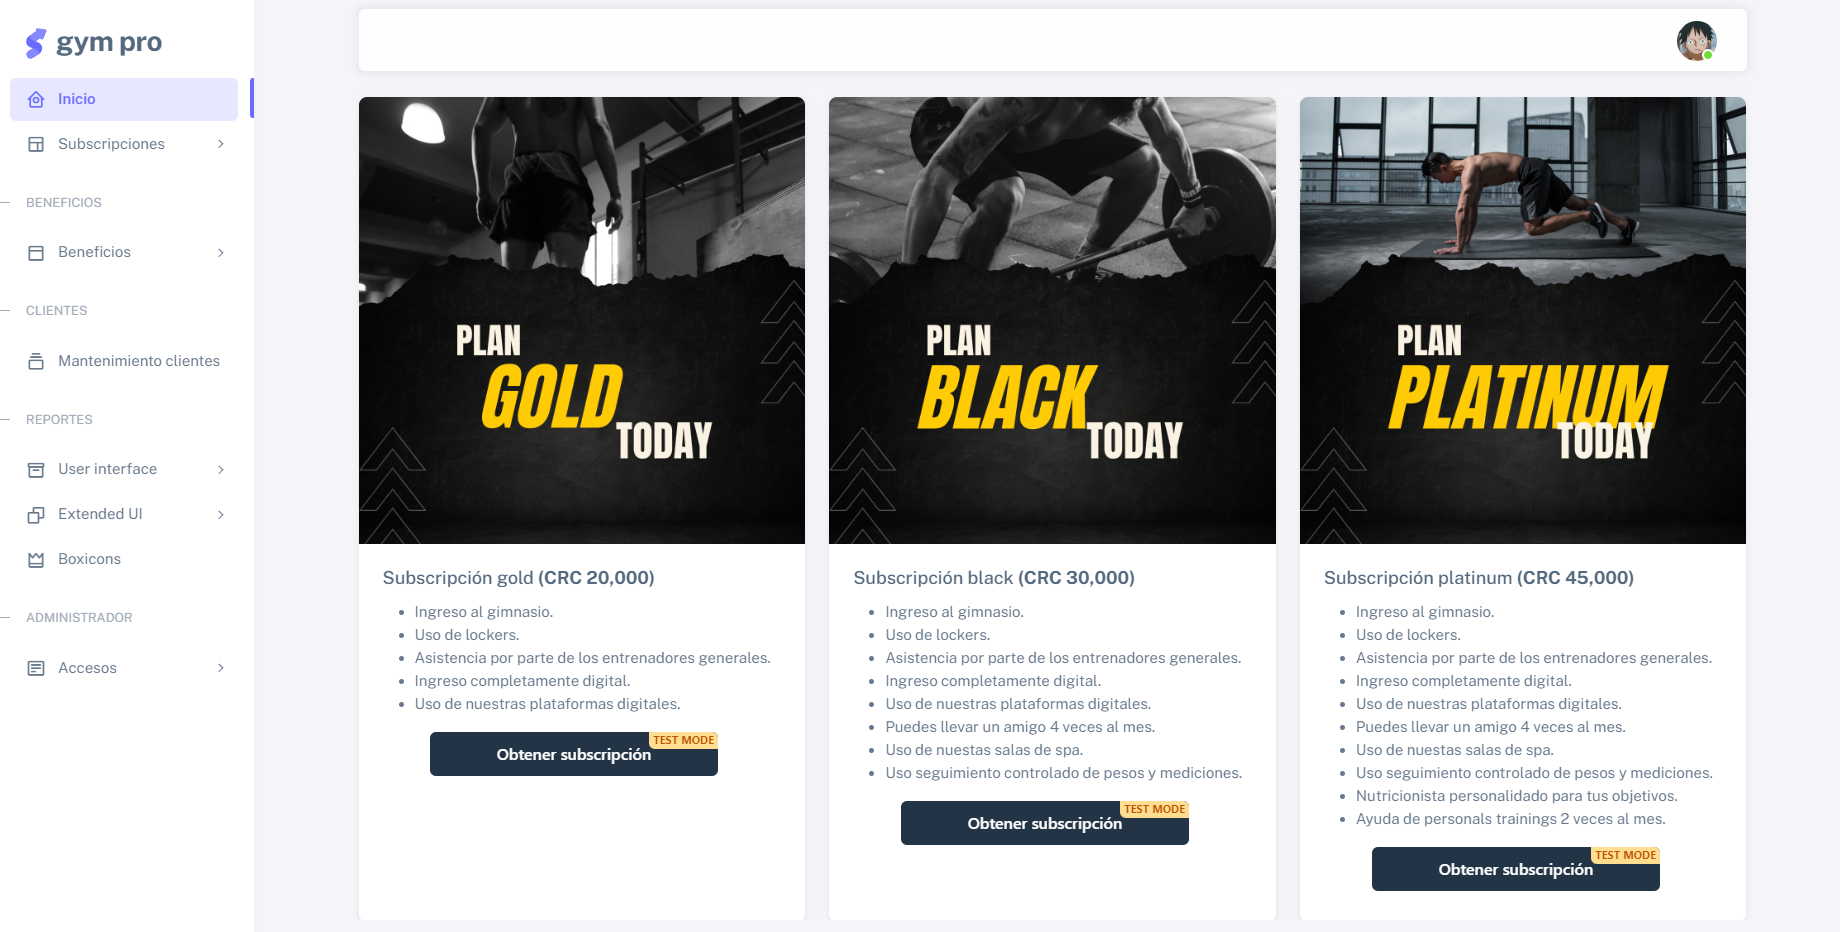 gym pro
Inicio
Subscripciones
BENEFICIOS
Beneficios
CLIENTES
Mantenimiento clientes
REPORTES
User interface
Extended UI
Boxicons
ADMINISTRADOR
Accesos
PLAN
GOLD
TODAY
Subscripción gold (CRC 20,000)
Ingreso al gimnasio.
Uso de lockers.
Asistencia por parte de los entrenadores generales.
Ingreso completamente digital.
Uso de nuestras plataformas digitales.
TEST MODE
Obtener subscripción
PLAN
BLACK
TODAY
Subscripción black (CRC 30,000)
Ingreso al gimnasio.
Uso de lockers.
Asistencia por parte de los entrenadores generales.
Ingreso completamente digital.
Uso de nuestras plataformas digitales.
Puedes llevar un amigo 4 veces al mes.
Uso de nuestas salas de spa.
Uso seguimiento controlado de pesos y mediciones.
TEST MODE
Obtener subscripción
PLAN
PLATINUM
TODAY
Subscripción platinum (CRC 45,000)
Ingreso al gimnasio.
Uso de lockers.
Asistencia por parte de los entrenadores generales.
Ingreso completamente digital.
Uso de nuestras plataformas digitales.
Puedes llevar un amigo 4 veces al mes.
Uso de nuestas salas de spa.
Uso seguimiento controlado de pesos y mediciones.
Nutricionista personalidado para tus objetivos.
Ayuda de personals trainings 2 veces al mes.
TEST MODE
Obtener subscripción